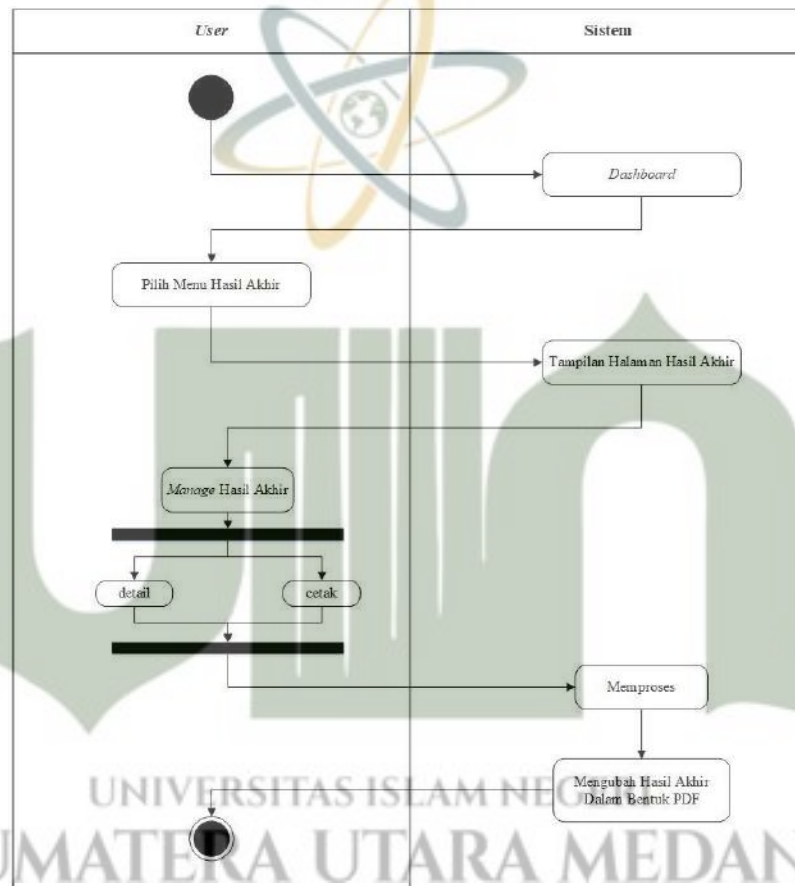 User
Sistem
Dashboard
Pilih Menu Hasil Akhir
Tampilan Halaman Hasil Akhir
Manage Hasil Akhir
detail
cetak
Memproses
Mengubah Hasil Akhir
Dalam Bentuk PDF
UNIVERSITAS ISLAM NEGERI
UMATERA UTARA MEDAN